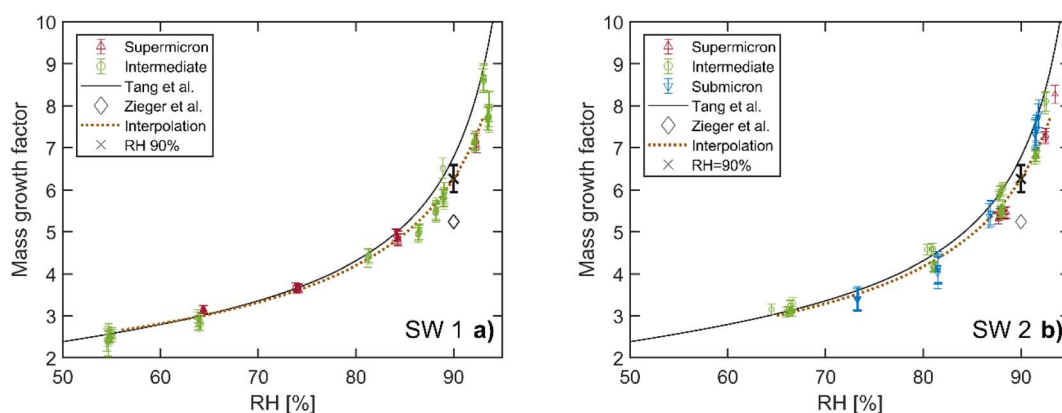 10
9
8
7
6
5
4
3
2
Mass growth factor
Supermicron
Intermediate
Tang et al.
Zieger et al.
Interpolation
RH 90%
SW 1 a)
50 60 70 80 90
RH [%]
10
9
8
7
6
5
4
3
2
Mass growth factor
Supermicron
Intermediate
Submicron
Tang et al.
Zieger et al.
Interpolation
RH=90%
SW 2 b)
50 60 70 80 90
RH [%]